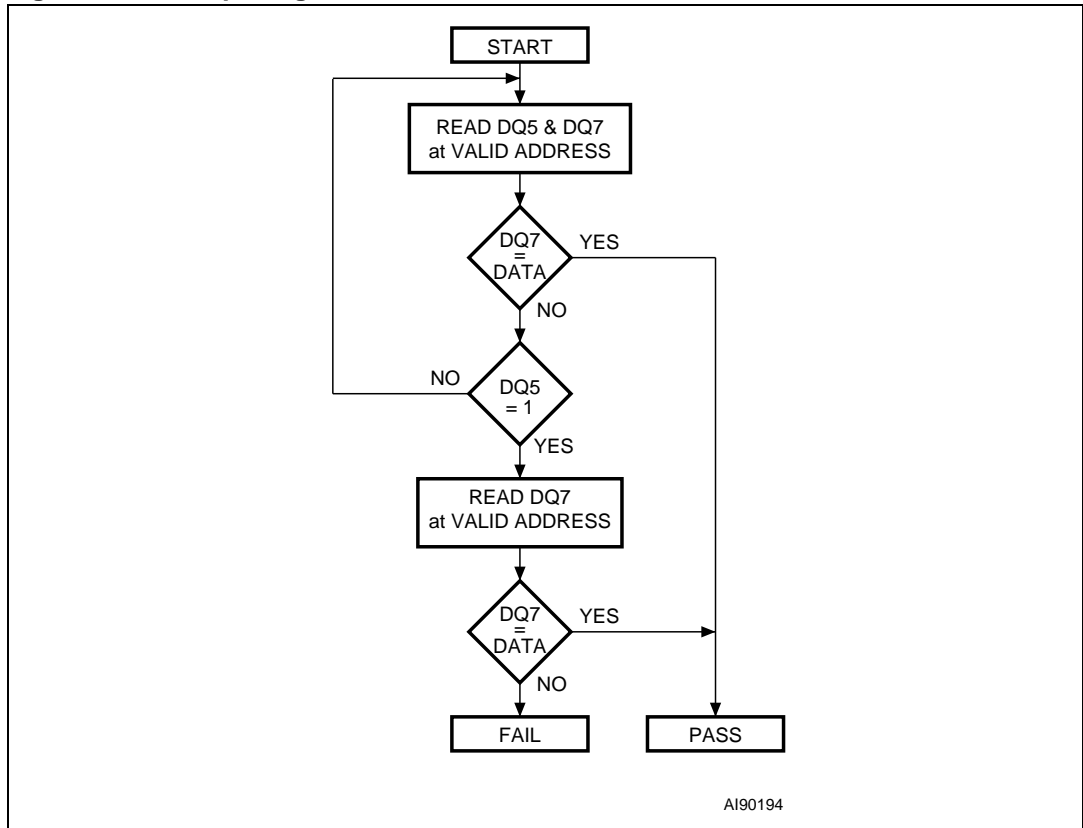 START
READ DQ5 & DQ7
at VALID ADDRESS
DQ7
=
DATA
YES
NO
NO
DQ5
= 1
YES
READ DQ7
at VALID ADDRESS
DQ7
=
DATA
YES
NO
FAIL
PASS
AI90194